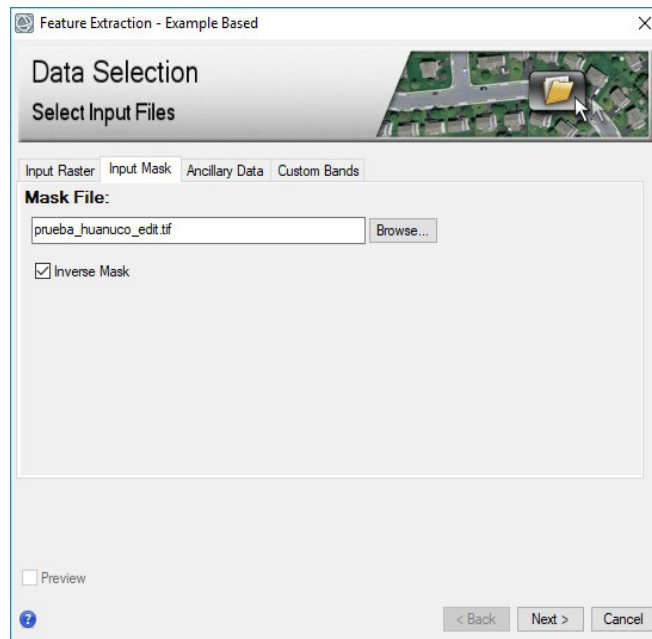 Feature Extraction - Example Based
Data Selection
Select Input Files
Input Raster Input Mask Ancillary Data Custom Bands
Mask File:
prueba_huanuco_edit.tif Browse...
Inverse Mask
Preview
? < Back Next > Cancel